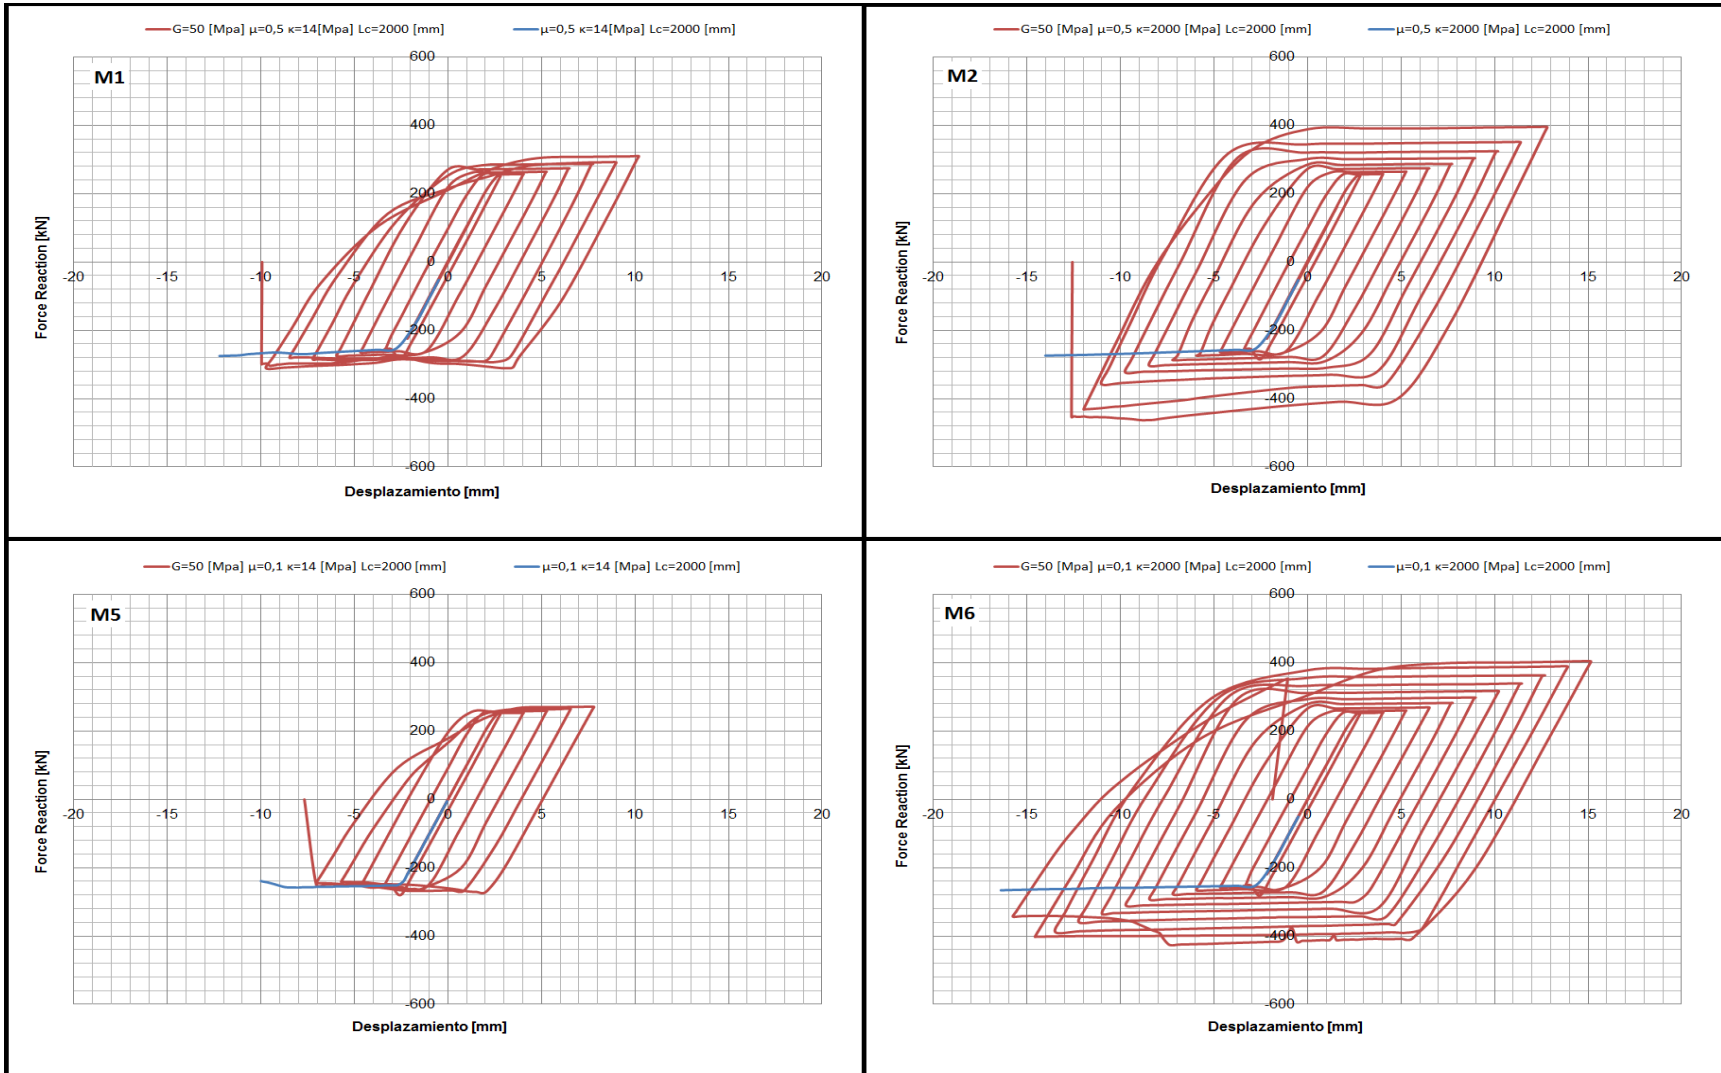 G=50 [Mpa] µ=0,5 κ=14[Mpa] Lc=2000 [mm]
µ=0,5 κ=14[Mpa] Lc=2000 [mm]
M1
600
400
200
0
-20 -15 -10 -5 0 5 10 15 20
-200
-400
-600
Force Reaction [kN]
Desplazamiento [mm]
G=50 [Mpa] µ=0,5 κ=2000 [Mpa] Lc=2000 [mm]
µ=0,5 κ=2000 [Mpa] Lc=2000 [mm]
M2
600
400
200
0
-20 -15 -10 -5 0 5 10 15 20
-200
-400
-600
Force Reaction [kN]
Desplazamiento [mm]
G=50 [Mpa] µ=0,1 κ=14 [Mpa] Lc=2000 [mm]
µ=0,1 κ=14 [Mpa] Lc=2000 [mm]
M5
600
400
200
0
-20 -15 -10 -5 0 5 10 15 20
-200
-400
-600
Force Reaction [kN]
Desplazamiento [mm]
G=50 [Mpa] µ=0,1 κ=2000 [Mpa] Lc=2000 [mm]
µ=0,1 κ=2000 [Mpa] Lc=2000 [mm]
M6
600
400
200
0
-20 -15 -10 -5 0 5 10 15 20
-200
-400
-600
Force Reaction [kN]
Desplazamiento [mm]